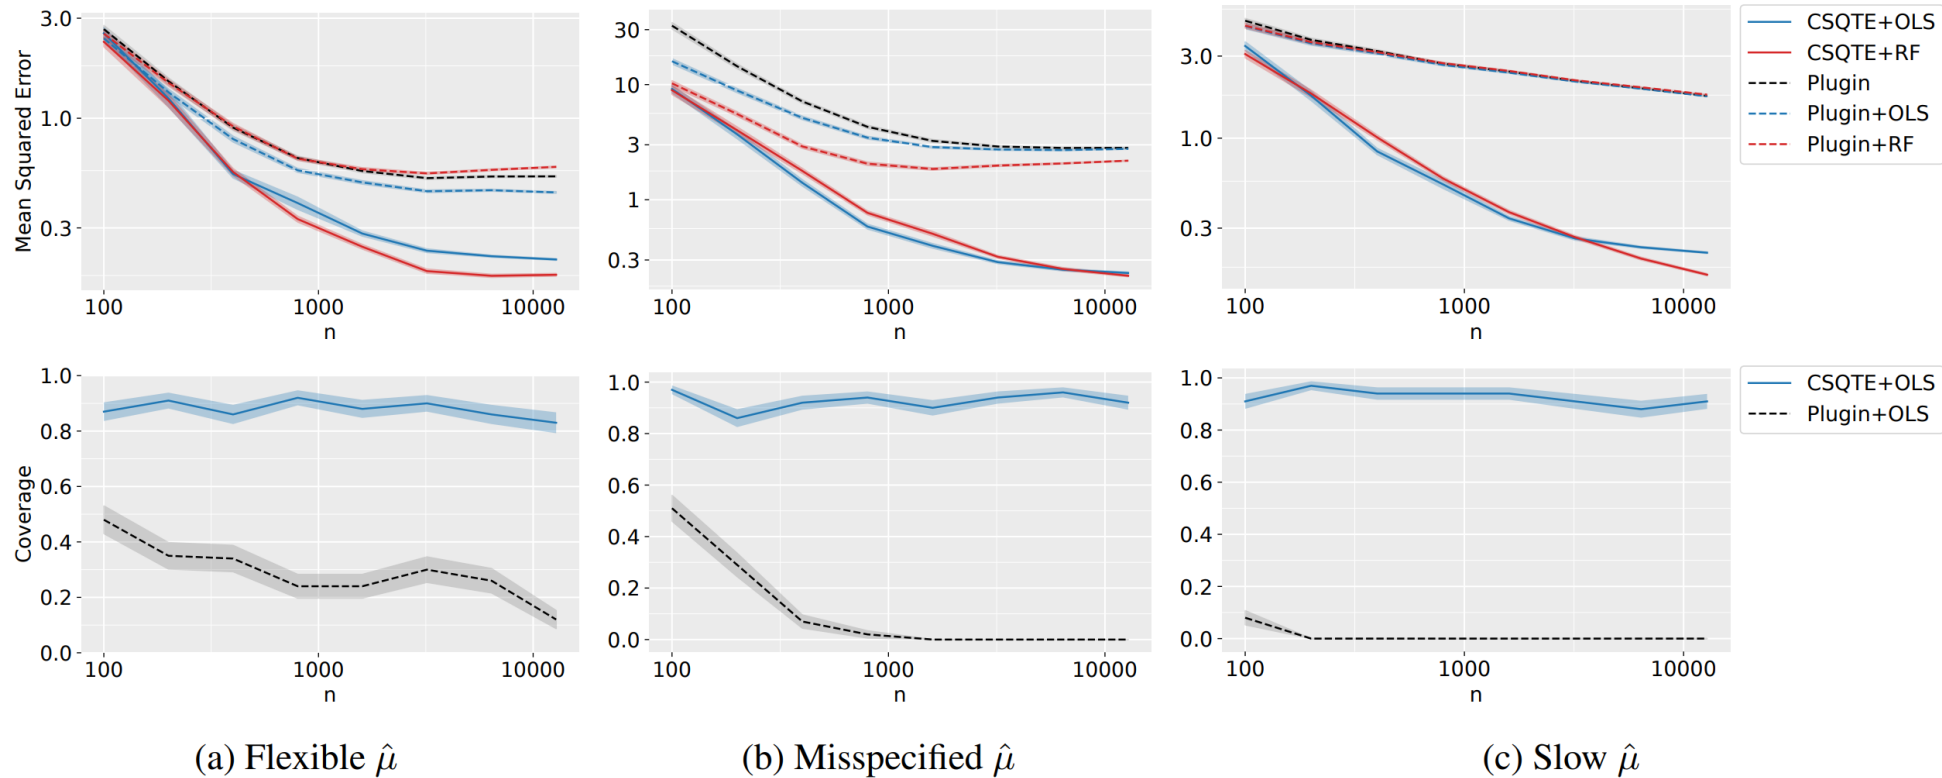 Mean Squared Error
3.0
1.0
0.3
100
1000
10000
n
30
10
3
1
0.3
100
1000
10000
n
3.0
1.0
0.3
100
1000
10000
n
CSQTE+OLS
CSQTE+RF
Plugin
Plugin+OLS
Plugin+RF
Coverage
1.0
0.8
0.6
0.4
0.2
0.0
100
1000
10000
n
1.0
0.8
0.6
0.4
0.2
0.0
100
1000
10000
n
1.0
0.8
0.6
0.4
0.2
0.0
100
1000
10000
n
CSQTE+OLS
Plugin+OLS
(a) Flexible μ̂
(b) Misspecified μ̂
(c) Slow μ̂